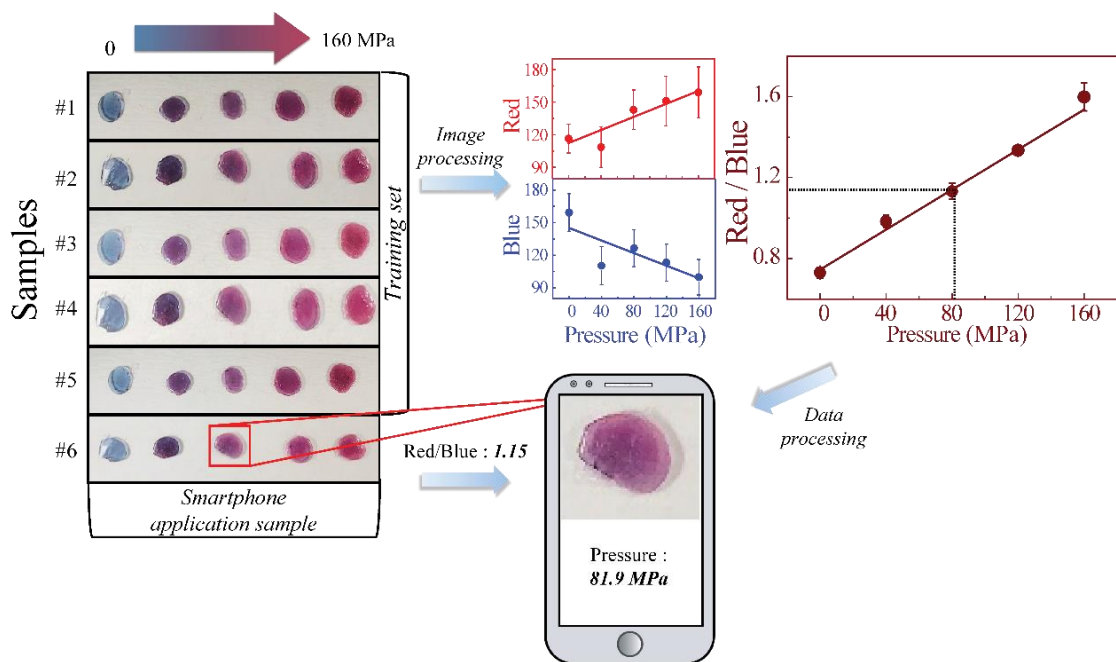 0
160 MPa
Samples
#1
#2
#3
#4
#5
#6
Training set
Smartphone
application sample
Image
processing
Red
180
150
120
90
Blue
180
150
120
90
0 40 80 120 160
Pressure (MPa)
Red / Blue
1.6
1.2
0.8
0 40 80 120 160
Pressure (MPa)
Data
processing
Red/Blue : 1.15
Pressure :
81.9 MPa